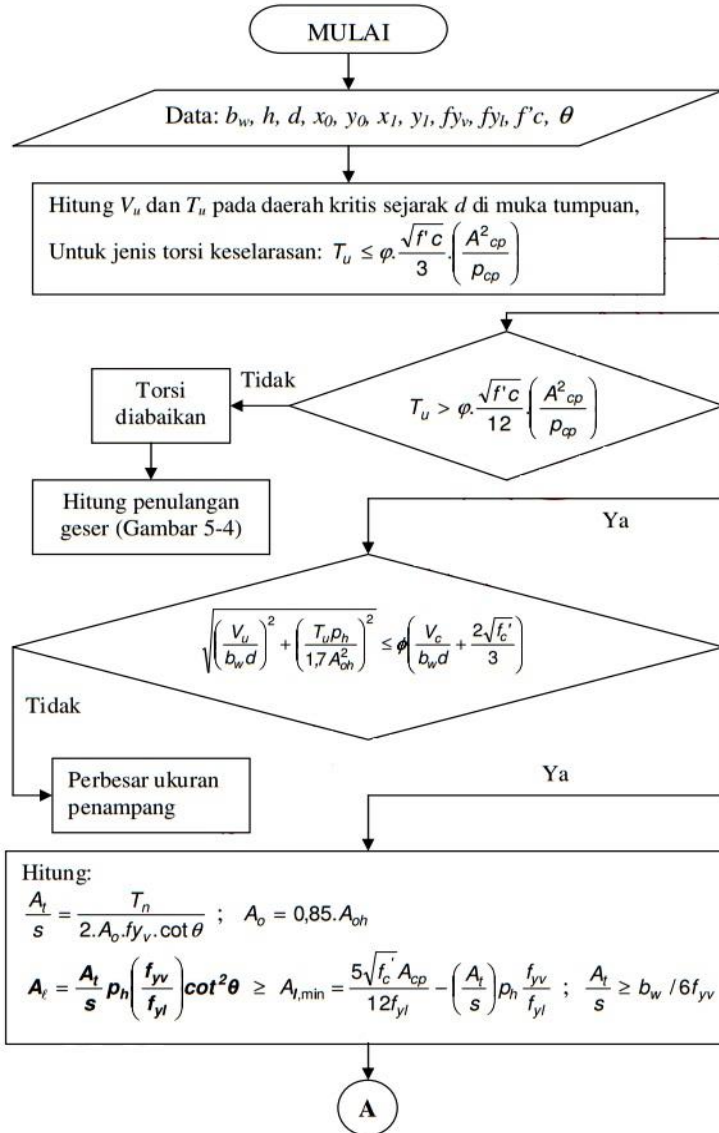 MULAI
Data: b_w, h, d, x_0, y_0, x_1, y_1, fy_v, fy_l, f'c, θ
Hitung V_u dan T_u pada daerah kritis sejarak d di muka tumpuan,
Untuk jenis torsi keselarasan: T_u ≤ φ.√f'c/3.(A²_cp/p_cp)
Torsi diabaikan
Tidak
T_u > φ.√f'c/12.(A²_cp/p_cp)
Hitung penulangan
geser (Gambar 5-4)
Ya
√((V_u/b_w d)² + (T_u p_h/1,7 A²_oh)²) ≤ ϕ(V_c/b_w d + 2√f_c'/3)
Tidak
Perbesar ukuran
penampang
Ya
Hitung:
A_t/s = T_n/2.A_o.fy_v.cot θ ; A_o = 0,85.A_oh
A_ℓ = A_t/s p_h(f_yv/f_yl)cot²θ ≥ A_l,min = 5√f_c' A_cp/12f_yl − (A_t/s)p_h f_yv/f_yl ; A_t/s ≥ b_w /6f_yv
A